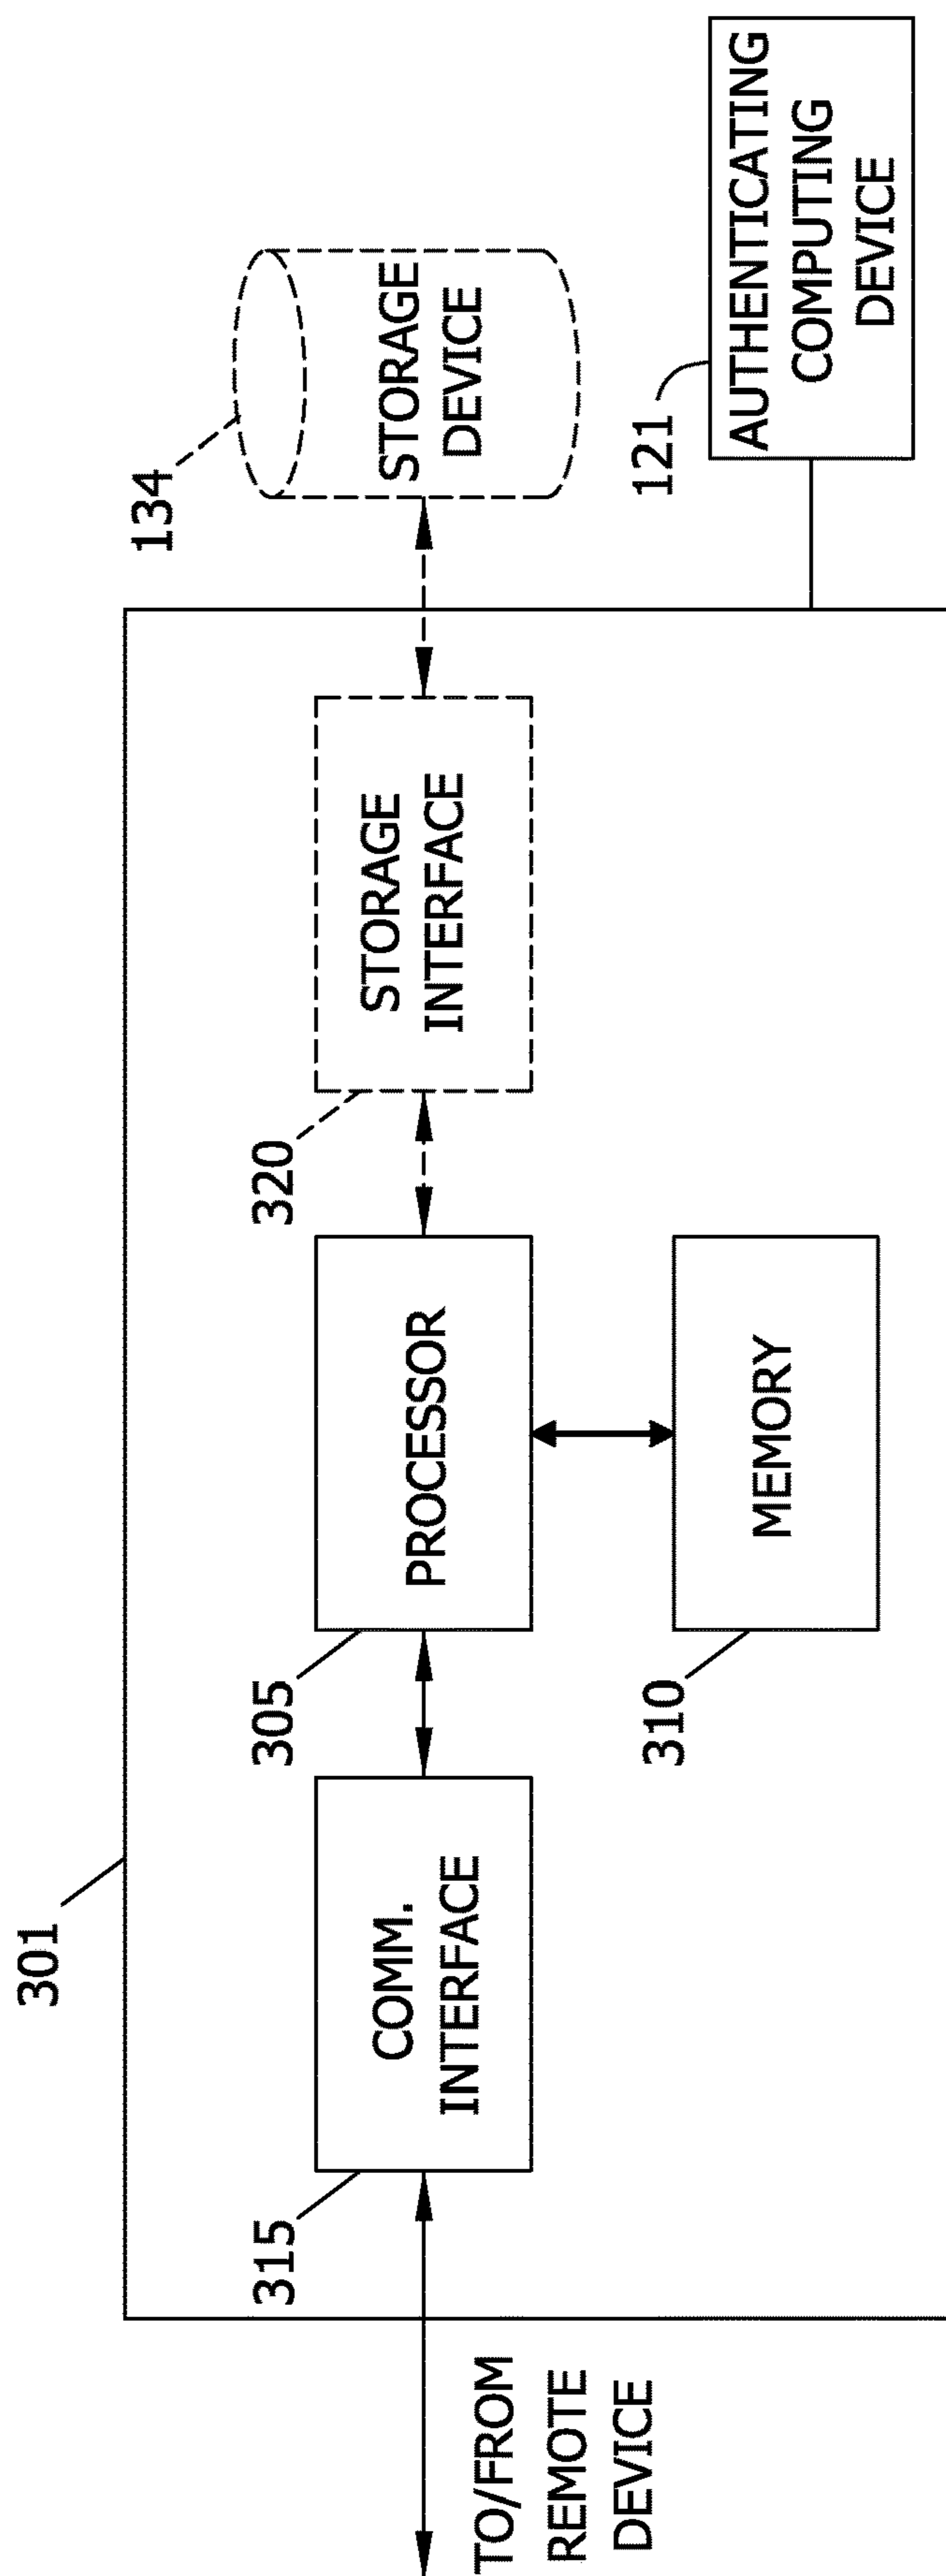 301
315
COMM.
INTERFACE
305
PROCESSOR
320
STORAGE
INTERFACE
134
STORAGE
DEVICE
TO/FROM
REMOTE
DEVICE
310
MEMORY
121
AUTHENTICATING
COMPUTING
DEVICE